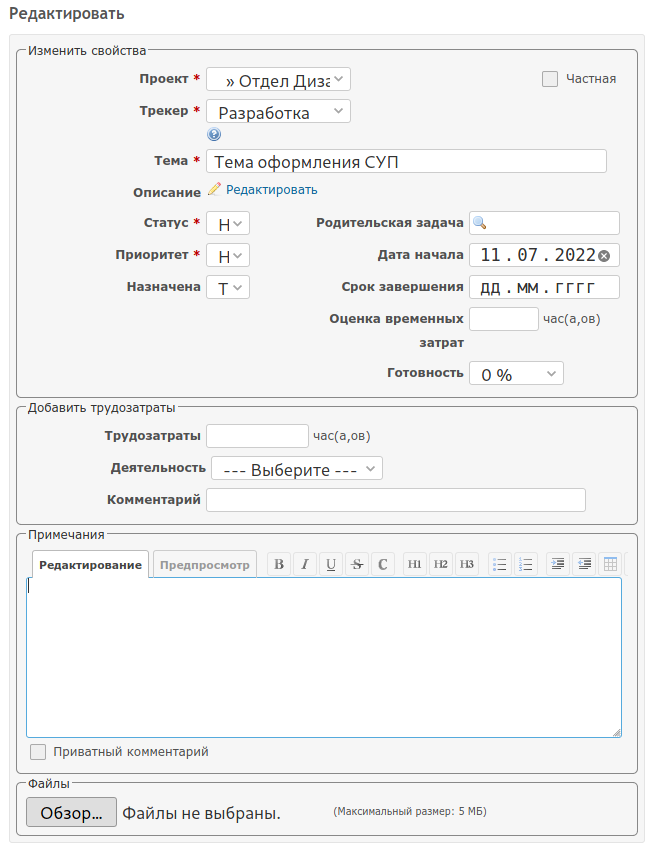 Редактировать
Изменить свойства
Проект * » Отдел Диза
Частная
Трекер * Разработка
Тема * Тема оформления СУП
Описание Редактировать
Статус * Н Родительская задача
Приоритет * Н Дата начала 11.07.2022
Назначена Т Срок завершения дд.мм.гггг
Оценка временных затрат час(а,ов)
Готовность 0 %
Добавить трудозатраты
Трудозатраты час(а,ов)
Деятельность --- Выберите ---
Комментарий
Примечания
Редактирование Предпросмотр B I U S C H1 H2 H3
Приватный комментарий
Файлы
Обзор... Файлы не выбраны. (Максимальный размер: 5 МБ)